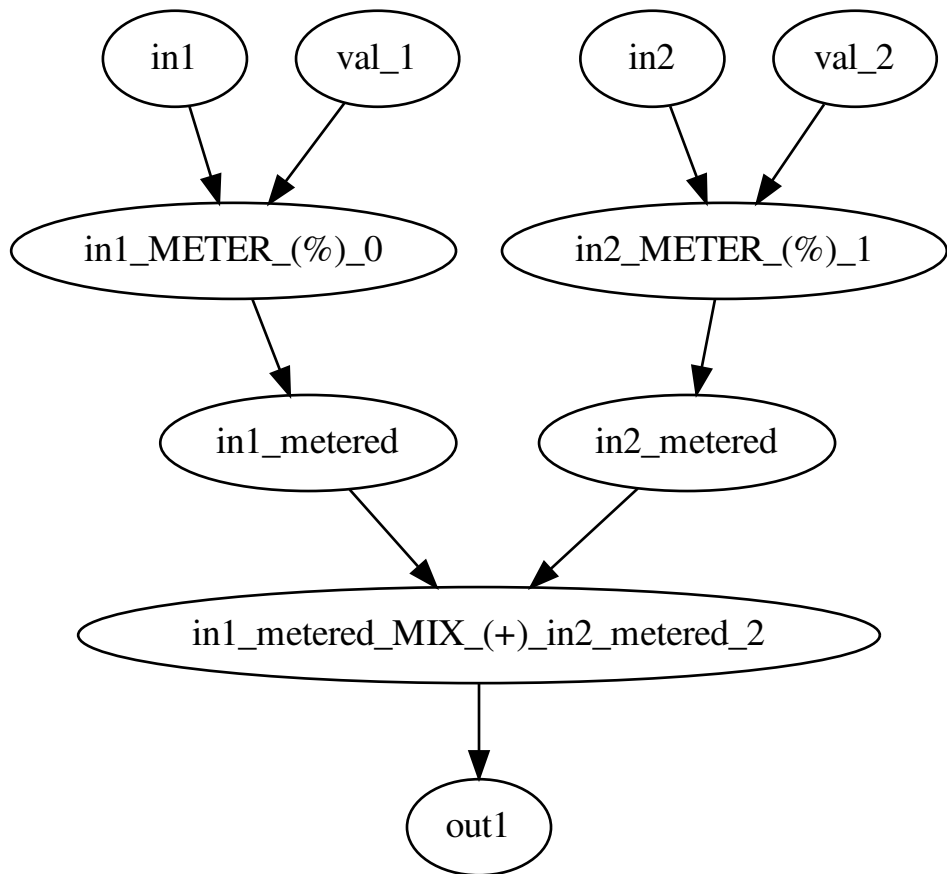 in1
val_1
in2
val_2
in1_METER_(%)_0
in2_METER_(%)_1
in1_metered
in2_metered
in1_metered_MIX_(+)_in2_metered_2
out1